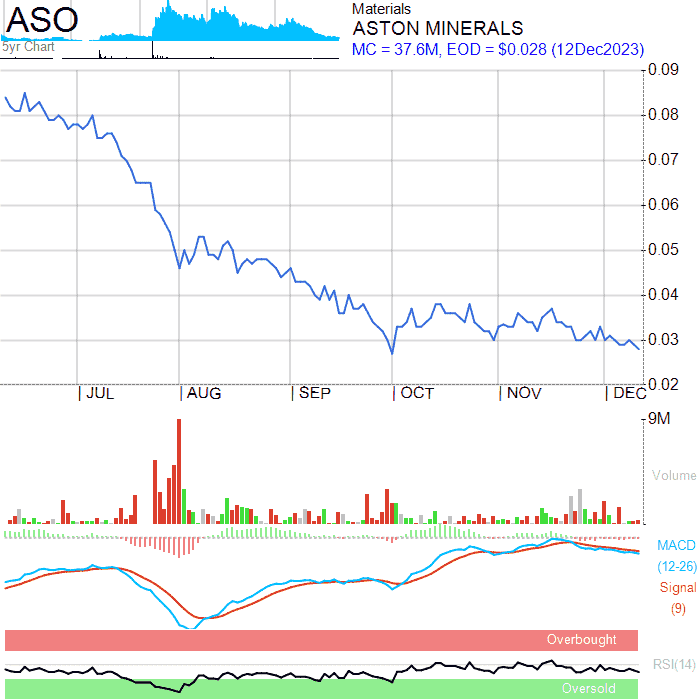 ASO
5yr Chart
Materials
ASTON MINERALS
MC = 37.6M, EOD = $0.028 (12Dec2023)
0.09
0.08
0.07
0.06
0.05
0.04
0.03
0.02
| JUL | AUG | SEP | OCT | NOV | DEC
9M
Volume
MACD
(12-26)
Signal
(9)
Overbought
RSI(14)
Oversold